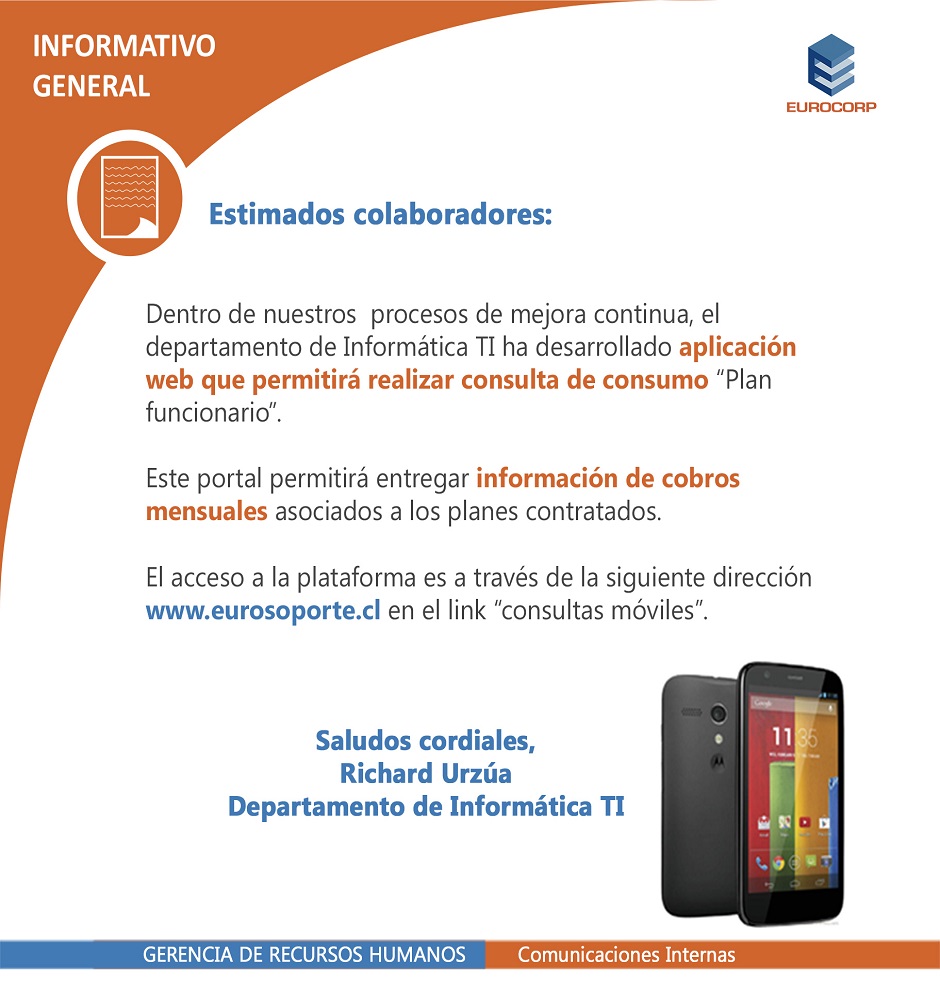 INFORMATIVO
GENERAL
EUROCORP
Estimados colaboradores:
Dentro de nuestros  procesos de mejora continua, el
departamento de Informática TI ha desarrollado aplicación
web que permitirá realizar consulta de consumo “Plan
funcionario”.
Este portal permitirá entregar información de cobros
mensuales asociados a los planes contratados.
El acceso a la plataforma es a través de la siguiente dirección
www.eurosoporte.cl en el link “consultas móviles”.
Google
11:35
Saludos cordiales,
Richard Urzúa
Departamento de Informática TI
GERENCIA DE RECURSOS HUMANOS
Comunicaciones Internas